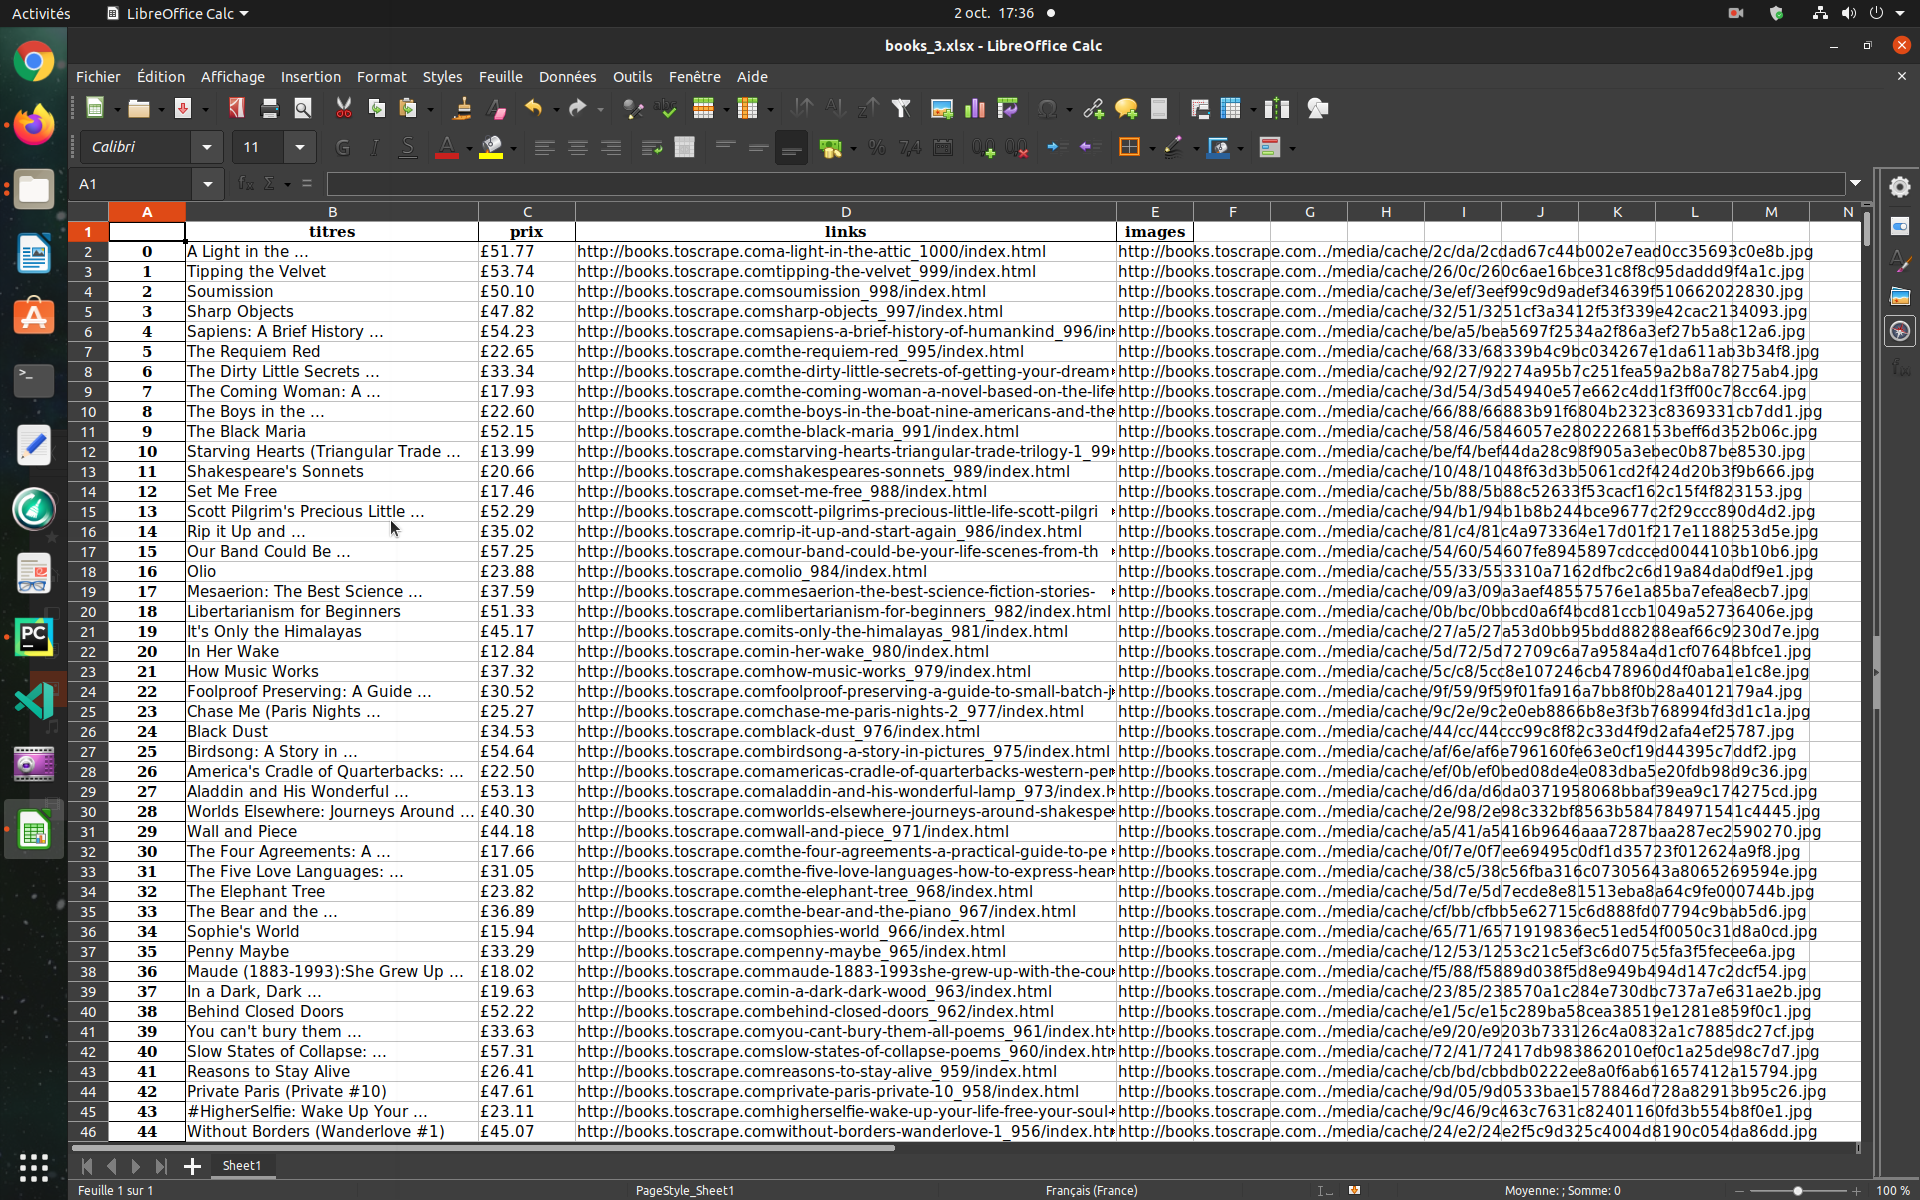 Activités LibreOffice Calc 2 oct. 17:36
books_3.xlsx - LibreOffice Calc
Fichier Édition Affichage Insertion Format Styles Feuille Données Outils Fenêtre Aide
Calibri 11
A1
A B C D E F G H I J K L M N
1 titres prix links images
2 0 A Light in the ... £51.77 http://books.toscrape.coma-light-in-the-attic_1000/index.html http://books.toscrape.com../media/cache/2c/da/2cdad67c44b002e7ead0cc35693c0e8b.jpg
3 1 Tipping the Velvet £53.74 http://books.toscrape.comtipping-the-velvet_999/index.html http://books.toscrape.com../media/cache/26/0c/260c6ae16bce31c8f8c95daddd9f4a1c.jpg
4 2 Soumission £50.10 http://books.toscrape.comsoumission_998/index.html http://books.toscrape.com../media/cache/3e/ef/3eef99c9d9adef34639f510662022830.jpg
5 3 Sharp Objects £47.82 http://books.toscrape.comsharp-objects_997/index.html http://books.toscrape.com../media/cache/32/51/3251cf3a3412f53f339e42cac2134093.jpg
6 4 Sapiens: A Brief History ... £54.23 http://books.toscrape.comsapiens-a-brief-history-of-humankind_996/in http://books.toscrape.com../media/cache/be/a5/bea5697f2534a2f86a3ef27b5a8c12a6.jpg
7 5 The Requiem Red £22.65 http://books.toscrape.comthe-requiem-red_995/index.html http://books.toscrape.com../media/cache/68/33/68339b4c9bc034267e1da611ab3b34f8.jpg
8 6 The Dirty Little Secrets ... £33.34 http://books.toscrape.comthe-dirty-little-secrets-of-getting-your-dream http://books.toscrape.com../media/cache/92/27/92274a95b7c251fea59a2b8a78275ab4.jpg
9 7 The Coming Woman: A ... £17.93 http://books.toscrape.comthe-coming-woman-a-novel-based-on-the-life http://books.toscrape.com../media/cache/3d/54/3d54940e57e662c4dd1f3ff00c78cc64.jpg
10 8 The Boys in the ... £22.60 http://books.toscrape.comthe-boys-in-the-boat-nine-americans-and-the http://books.toscrape.com../media/cache/66/88/66883b91f6804b2323c8369331cb7dd1.jpg
11 9 The Black Maria £52.15 http://books.toscrape.comthe-black-maria_991/index.html http://books.toscrape.com../media/cache/58/46/5846057e28022268153beff6d352b06c.jpg
12 10 Starving Hearts (Triangular Trade ... £13.99 http://books.toscrape.comstarving-hearts-triangular-trade-trilogy-1_99 http://books.toscrape.com../media/cache/be/f4/bef44da28c98f905a3ebec0b87be8530.jpg
13 11 Shakespeare's Sonnets £20.66 http://books.toscrape.comshakespeares-sonnets_989/index.html http://books.toscrape.com../media/cache/10/48/1048f63d3b5061cd2f424d20b3f9b666.jpg
14 12 Set Me Free £17.46 http://books.toscrape.comset-me-free_988/index.html http://books.toscrape.com../media/cache/5b/88/5b88c52633f53cacf162c15f4f823153.jpg
15 13 Scott Pilgrim's Precious Little ... £52.29 http://books.toscrape.comscott-pilgrims-precious-little-life-scott-pilgri http://books.toscrape.com../media/cache/94/b1/94b1b8b244bce9677c2f29ccc890d4d2.jpg
16 14 Rip it Up and ... £35.02 http://books.toscrape.comrip-it-up-and-start-again_986/index.html http://books.toscrape.com../media/cache/81/c4/81c4a973364e17d01f217e1188253d5e.jpg
17 15 Our Band Could Be ... £57.25 http://books.toscrape.comour-band-could-be-your-life-scenes-from-th http://books.toscrape.com../media/cache/54/60/54607fe8945897cdcced0044103b10b6.jpg
18 16 Olio £23.88 http://books.toscrape.comolio_984/index.html http://books.toscrape.com../media/cache/55/33/553310a7162dfbc2c6d19a84da0df9e1.jpg
19 17 Mesaerion: The Best Science ... £37.59 http://books.toscrape.commesaerion-the-best-science-fiction-stories- http://books.toscrape.com../media/cache/09/a3/09a3aef48557576e1a85ba7efea8ecb7.jpg
20 18 Libertarianism for Beginners £51.33 http://books.toscrape.comlibertarianism-for-beginners_982/index.html http://books.toscrape.com../media/cache/0b/bc/0bbcd0a6f4bcd81ccb1049a52736406e.jpg
21 19 It's Only the Himalayas £45.17 http://books.toscrape.comits-only-the-himalayas_981/index.html http://books.toscrape.com../media/cache/27/a5/27a53d0bb95bdd88288eaf66c9230d7e.jpg
22 20 In Her Wake £12.84 http://books.toscrape.comin-her-wake_980/index.html http://books.toscrape.com../media/cache/5d/72/5d72709c6a7a9584a4d1cf07648bfce1.jpg
23 21 How Music Works £37.32 http://books.toscrape.comhow-music-works_979/index.html http://books.toscrape.com../media/cache/5c/c8/5cc8e107246cb478960d4f0aba1e1c8e.jpg
24 22 Foolproof Preserving: A Guide ... £30.52 http://books.toscrape.comfoolproof-preserving-a-guide-to-small-batch-j http://books.toscrape.com../media/cache/9f/59/9f59f01fa916a7bb8f0b28a4012179a4.jpg
25 23 Chase Me (Paris Nights ... £25.27 http://books.toscrape.comchase-me-paris-nights-2_977/index.html http://books.toscrape.com../media/cache/9c/2e/9c2e0eb8866b8e3f3b768994fd3d1c1a.jpg
26 24 Black Dust £34.53 http://books.toscrape.comblack-dust_976/index.html http://books.toscrape.com../media/cache/44/cc/44ccc99c8f82c33d4f9d2afa4ef25787.jpg
27 25 Birdsong: A Story in ... £54.64 http://books.toscrape.combirdsong-a-story-in-pictures_975/index.html http://books.toscrape.com../media/cache/af/6e/af6e796160fe63e0cf19d44395c7ddf2.jpg
28 26 America's Cradle of Quarterbacks: ... £22.50 http://books.toscrape.comamericas-cradle-of-quarterbacks-western-per http://books.toscrape.com../media/cache/ef/0b/ef0bed08de4e083dba5e20fdb98d9c36.jpg
29 27 Aladdin and His Wonderful ... £53.13 http://books.toscrape.comaladdin-and-his-wonderful-lamp_973/index.h http://books.toscrape.com../media/cache/d6/da/d6da0371958068bbaf39ea9c174275cd.jpg
30 28 Worlds Elsewhere: Journeys Around ... £40.30 http://books.toscrape.comworlds-elsewhere-journeys-around-shakespe http://books.toscrape.com../media/cache/2e/98/2e98c332bf8563b584784971541c4445.jpg
31 29 Wall and Piece £44.18 http://books.toscrape.comwall-and-piece_971/index.html http://books.toscrape.com../media/cache/a5/41/a5416b9646aaa7287baa287ec2590270.jpg
32 30 The Four Agreements: A ... £17.66 http://books.toscrape.comthe-four-agreements-a-practical-guide-to-pe http://books.toscrape.com../media/cache/0f/7e/0f7ee69495c0df1d35723f012624a9f8.jpg
33 31 The Five Love Languages: ... £31.05 http://books.toscrape.comthe-five-love-languages-how-to-express-hear http://books.toscrape.com../media/cache/38/c5/38c56fba316c07305643a8065269594e.jpg
34 32 The Elephant Tree £23.82 http://books.toscrape.comthe-elephant-tree_968/index.html http://books.toscrape.com../media/cache/5d/7e/5d7ecde8e81513eba8a64c9fe000744b.jpg
35 33 The Bear and the ... £36.89 http://books.toscrape.comthe-bear-and-the-piano_967/index.html http://books.toscrape.com../media/cache/cf/bb/cfbb5e62715c6d888fd07794c9bab5d6.jpg
36 34 Sophie's World £15.94 http://books.toscrape.comsophies-world_966/index.html http://books.toscrape.com../media/cache/65/71/6571919836ec51ed54f0050c31d8a0cd.jpg
37 35 Penny Maybe £33.29 http://books.toscrape.compenny-maybe_965/index.html http://books.toscrape.com../media/cache/12/53/1253c21c5ef3c6d075c5fa3f5fecee6a.jpg
38 36 Maude (1883-1993):She Grew Up ... £18.02 http://books.toscrape.commaude-1883-1993she-grew-up-with-the-cou http://books.toscrape.com../media/cache/f5/88/f5889d038f5d8e949b494d147c2dcf54.jpg
39 37 In a Dark, Dark ... £19.63 http://books.toscrape.comin-a-dark-dark-wood_963/index.html http://books.toscrape.com../media/cache/23/85/238570a1c284e730dbc737a7e631ae2b.jpg
40 38 Behind Closed Doors £52.22 http://books.toscrape.combehind-closed-doors_962/index.html http://books.toscrape.com../media/cache/e1/5c/e15c289ba58cea38519e1281e859f0c1.jpg
41 39 You can't bury them ... £33.63 http://books.toscrape.comyou-cant-bury-them-all-poems_961/index.ht http://books.toscrape.com../media/cache/e9/20/e9203b733126c4a0832a1c7885dc27cf.jpg
42 40 Slow States of Collapse: ... £57.31 http://books.toscrape.comslow-states-of-collapse-poems_960/index.htr http://books.toscrape.com../media/cache/72/41/72417db983862010ef0c1a25de98c7d7.jpg
43 41 Reasons to Stay Alive £26.41 http://books.toscrape.comreasons-to-stay-alive_959/index.html http://books.toscrape.com../media/cache/cb/bd/cbbdb0222ee8a0f6ab61657412a15794.jpg
44 42 Private Paris (Private #10) £47.61 http://books.toscrape.comprivate-paris-private-10_958/index.html http://books.toscrape.com../media/cache/9d/05/9d0533bae1578846d728a82913b95c26.jpg
45 43 #HigherSelfie: Wake Up Your ... £23.11 http://books.toscrape.comhigherselfie-wake-up-your-life-free-your-soul- http://books.toscrape.com../media/cache/9c/46/9c463c7631c82401160fd3b554b8f0e1.jpg
46 44 Without Borders (Wanderlove #1) £45.07 http://books.toscrape.comwithout-borders-wanderlove-1_956/index.htr http://books.toscrape.com../media/cache/24/e2/24e2f5c9d325c4004d8190c054da86dd.jpg
Sheet1
Feuille 1 sur 1 PageStyle_Sheet1 Français (France) Moyenne: ; Somme: 0 100 %